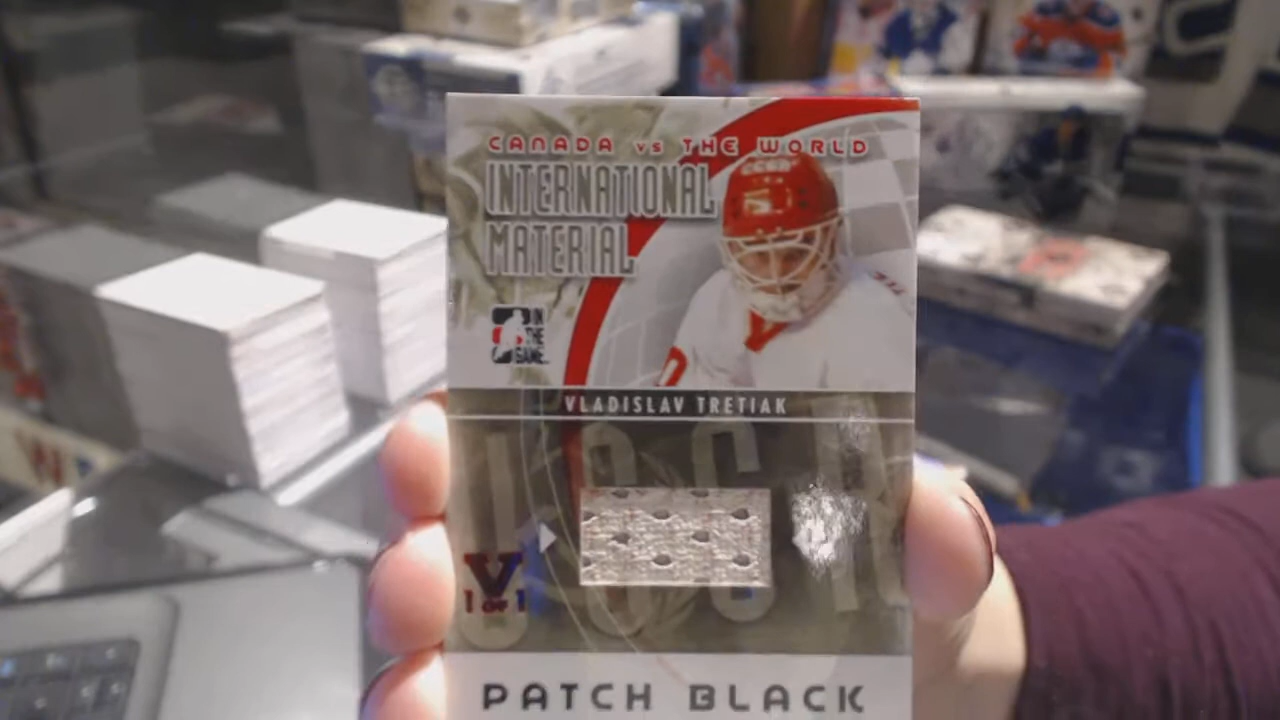 CANADA VS THE WORLD
INTERNATIONAL
MATERIAL
IN
THE
GAME
VLADISLAV TRETIAK
V
1 OF 1
PATCH BLACK